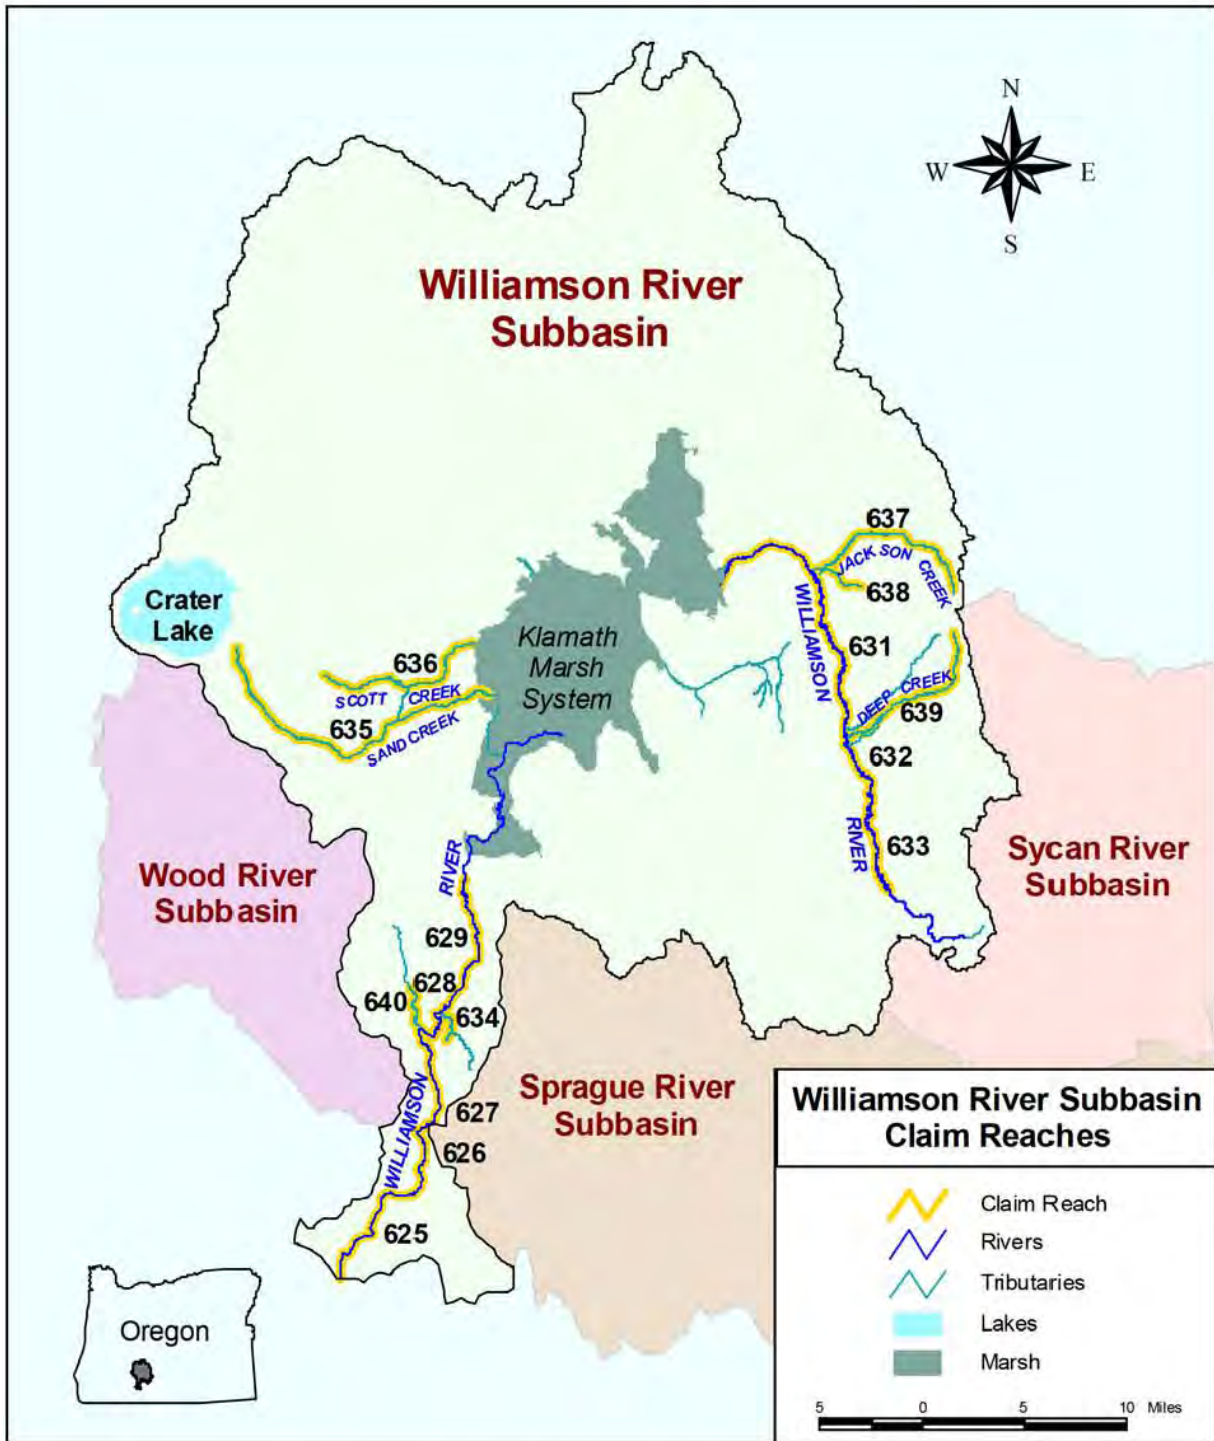 N
W
E
S
Williamson River
Subbasin
637
JACKSON
CREEK
638
Crater
Lake
WILLIAMSON
Klamath
Marsh
System
636
631
SCOTT
CREEK
DEEP
CREEK
639
635
SAND CREEK
632
RIVER
633
Sycan River
Subbasin
RIVER
Wood River
Subbasin
629
628
640
634
WILLIAMSON
Sprague River
Subbasin
627
626
625
Williamson River Subbasin
Claim Reaches
Claim Reach
Rivers
Tributaries
Lakes
Marsh
5 0 5 10 Miles
Oregon